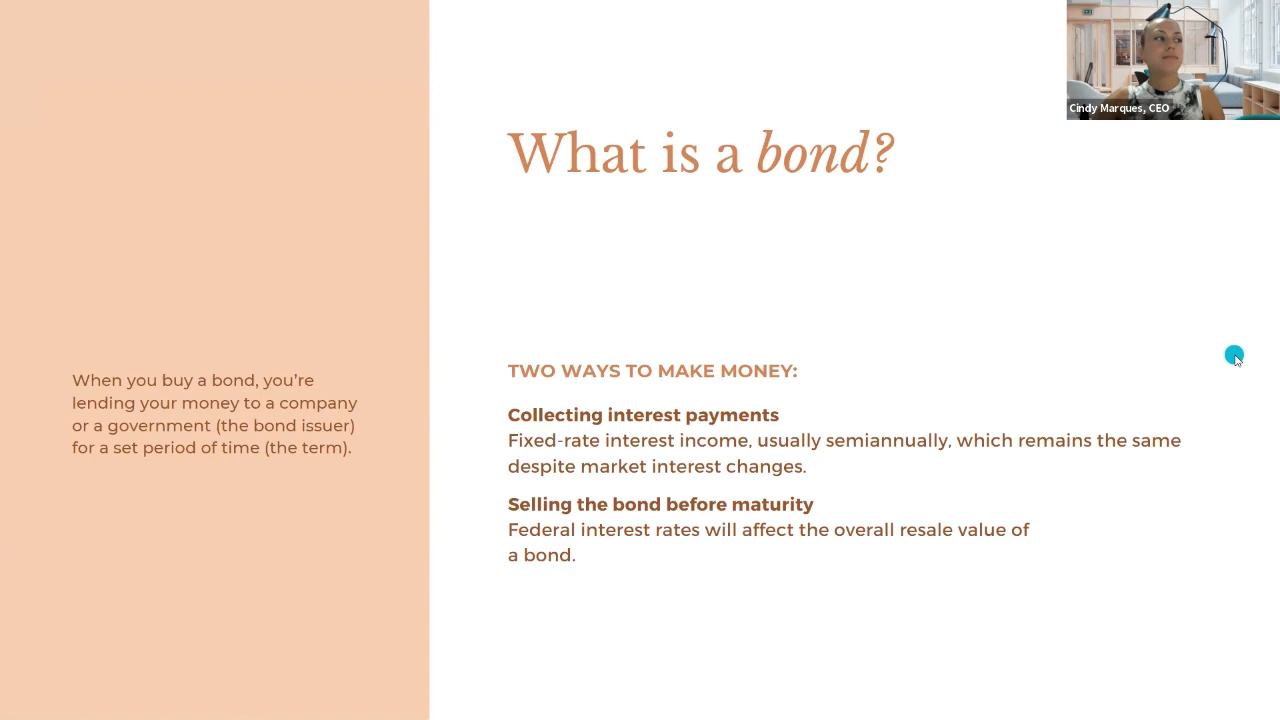 What is a bond?
Cindy Marques, CEO
When you buy a bond, you're
lending your money to a company
or a government (the bond issuer)
for a set period of time (the term).
TWO WAYS TO MAKE MONEY:
Collecting interest payments
Fixed-rate interest income, usually semiannually, which remains the same
despite market interest changes.
Selling the bond before maturity
Federal interest rates will affect the overall resale value of
a bond.